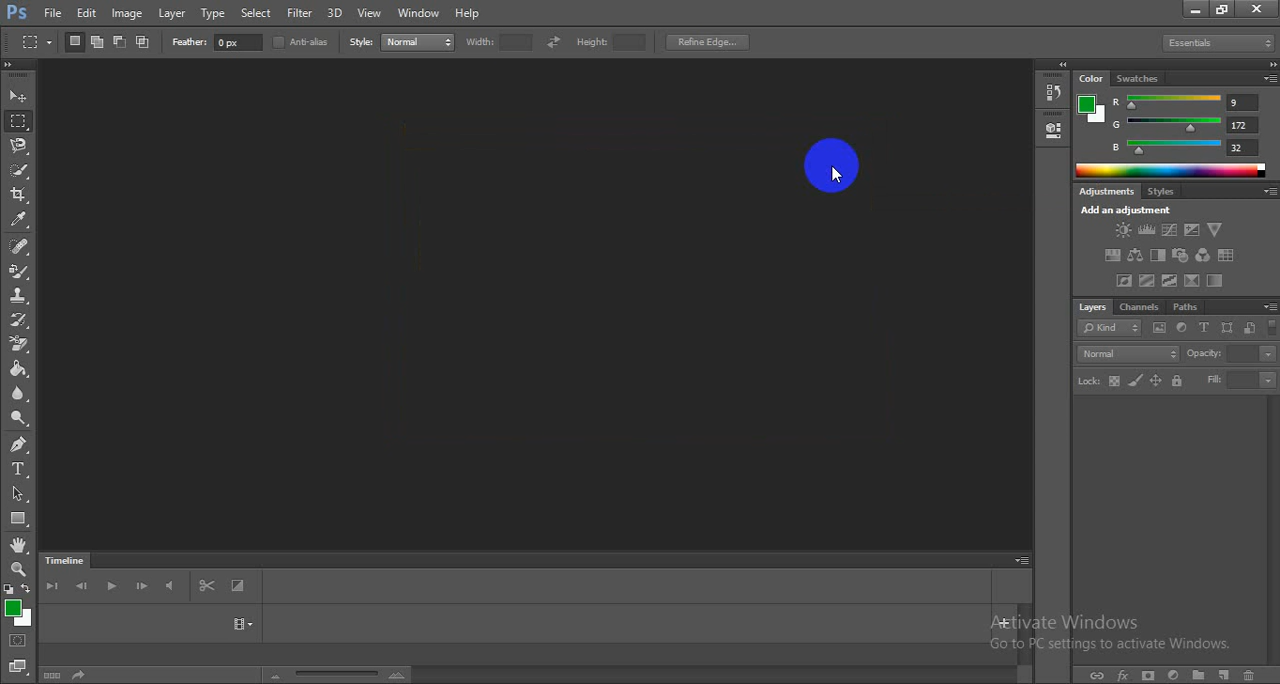 Ps File Edit Image Layer Type Select Filter 3D View Window Help
Feather: 0 px Anti-alias Style: Normal Width: Height: Refine Edge... Essentials
Color Swatches
R 9
G 172
B 32
Adjustments Styles
Add an adjustment
Layers Channels Paths
Kind T
Normal Opacity:
Lock: Fill:
T
Timeline
Activate Windows
Go to PC settings to activate Windows.
fx